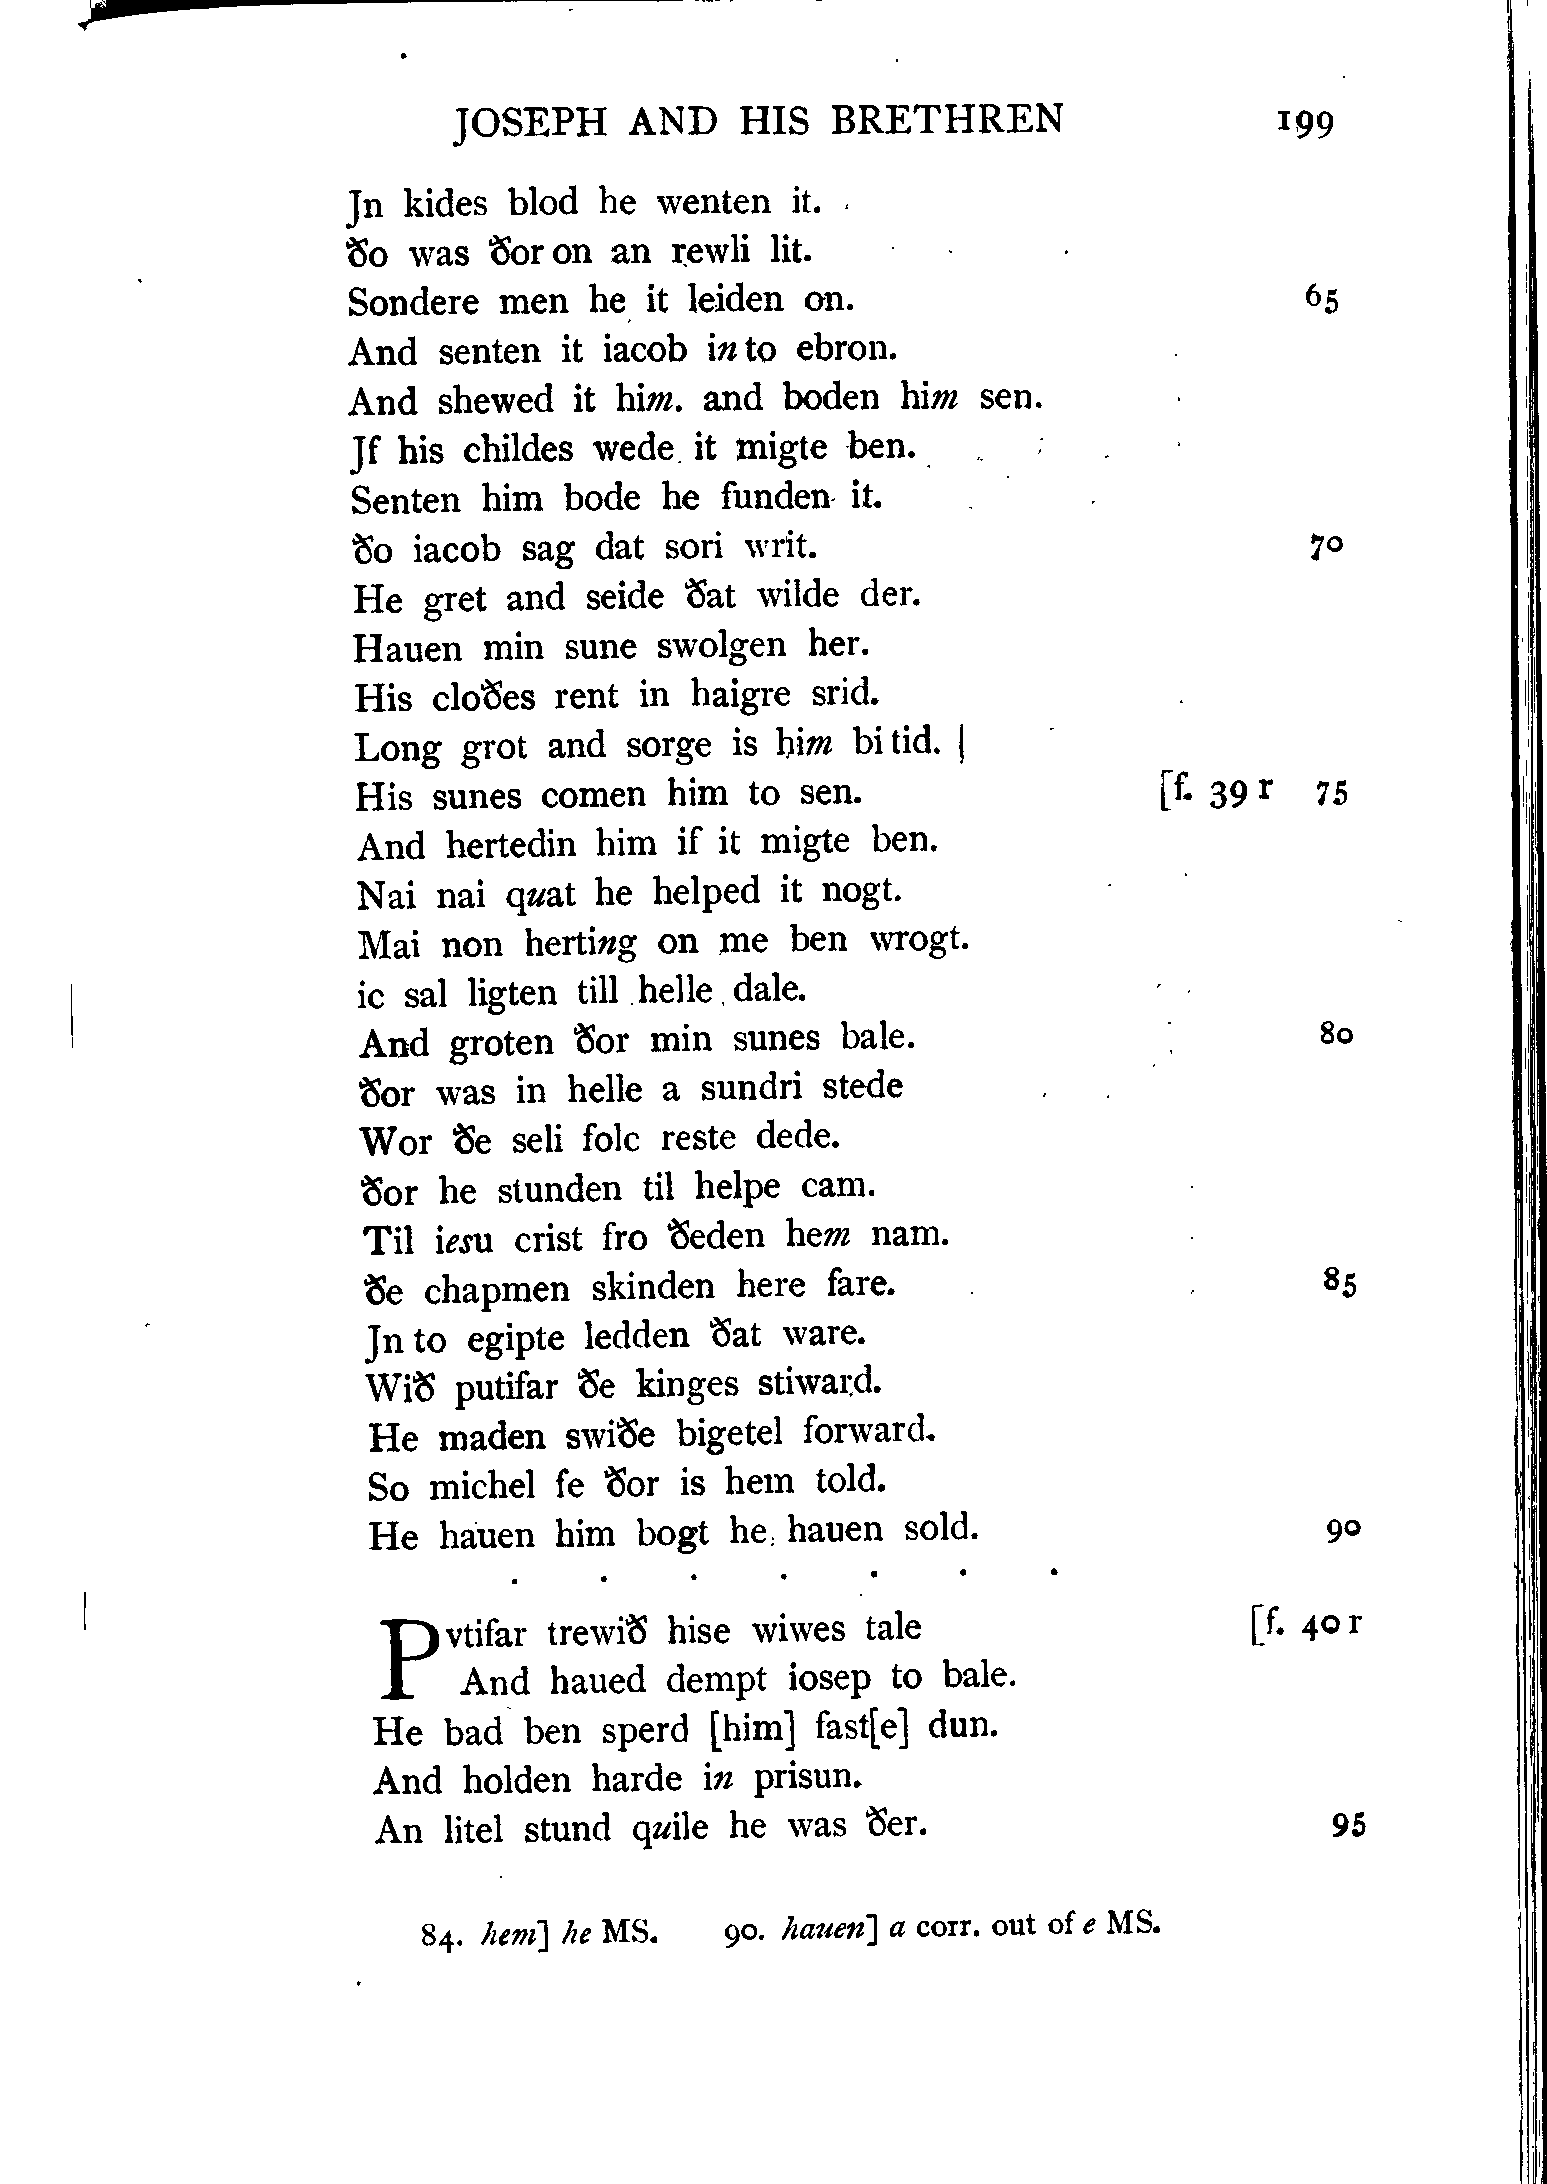 JOSEPH AND HIS BRETHREN 199
Jn kides blod he wenten it.
ðo was ðor on an rewli lit.
Sondere men he it leiden on. 65
And senten it iacob into ebron.
And shewed it him. and boden him sen.
Jf his childes wede it migte ben.
Senten him bode he funden it.
ðo iacob sag dat sori writ. 70
He gret and seide ðat wilde der.
Hauen min sune swolgen her.
His cloðes rent in haigre srid.
Long grot and sorge is him bi tid. |
His sunes comen him to sen. [f. 39 r 75
And hertedin him if it migte ben.
Nai nai quat he helped it nogt.
Mai non herting on me ben wrogt.
ic sal ligten till helle dale.
And groten ðor min sunes bale. 80
ðor was in helle a sundri stede
Wor ðe seli folc reste dede.
ðor he stunden til helpe cam.
Til iesu crist fro ðeden hem nam.
ðe chapmen skinden here fare. 85
Jn to egipte ledden ðat ware.
Wið putifar ðe kinges stiward.
He maden swiðe bigetel forward.
So michel fe ðor is hem told.
He hauen him bogt he hauen sold. 90
. . . . . . .
Pvtifar trewið hise wiwes tale [f. 40 r
And haued dempt iosep to bale.
He bad ben sperd [him] fast[e] dun.
And holden harde in prisun.
An litel stund quile he was ðer. 95
84. hem] he MS. 90. hauen] a corr. out of e MS.